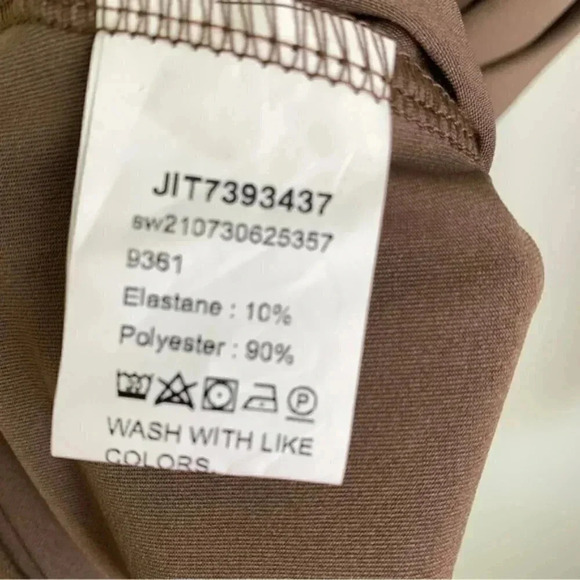 JIT7393437
sw210730625357
9361
Elastane : 10%
Polyester : 90%
P
WASH WITH LIKE
COLORS.